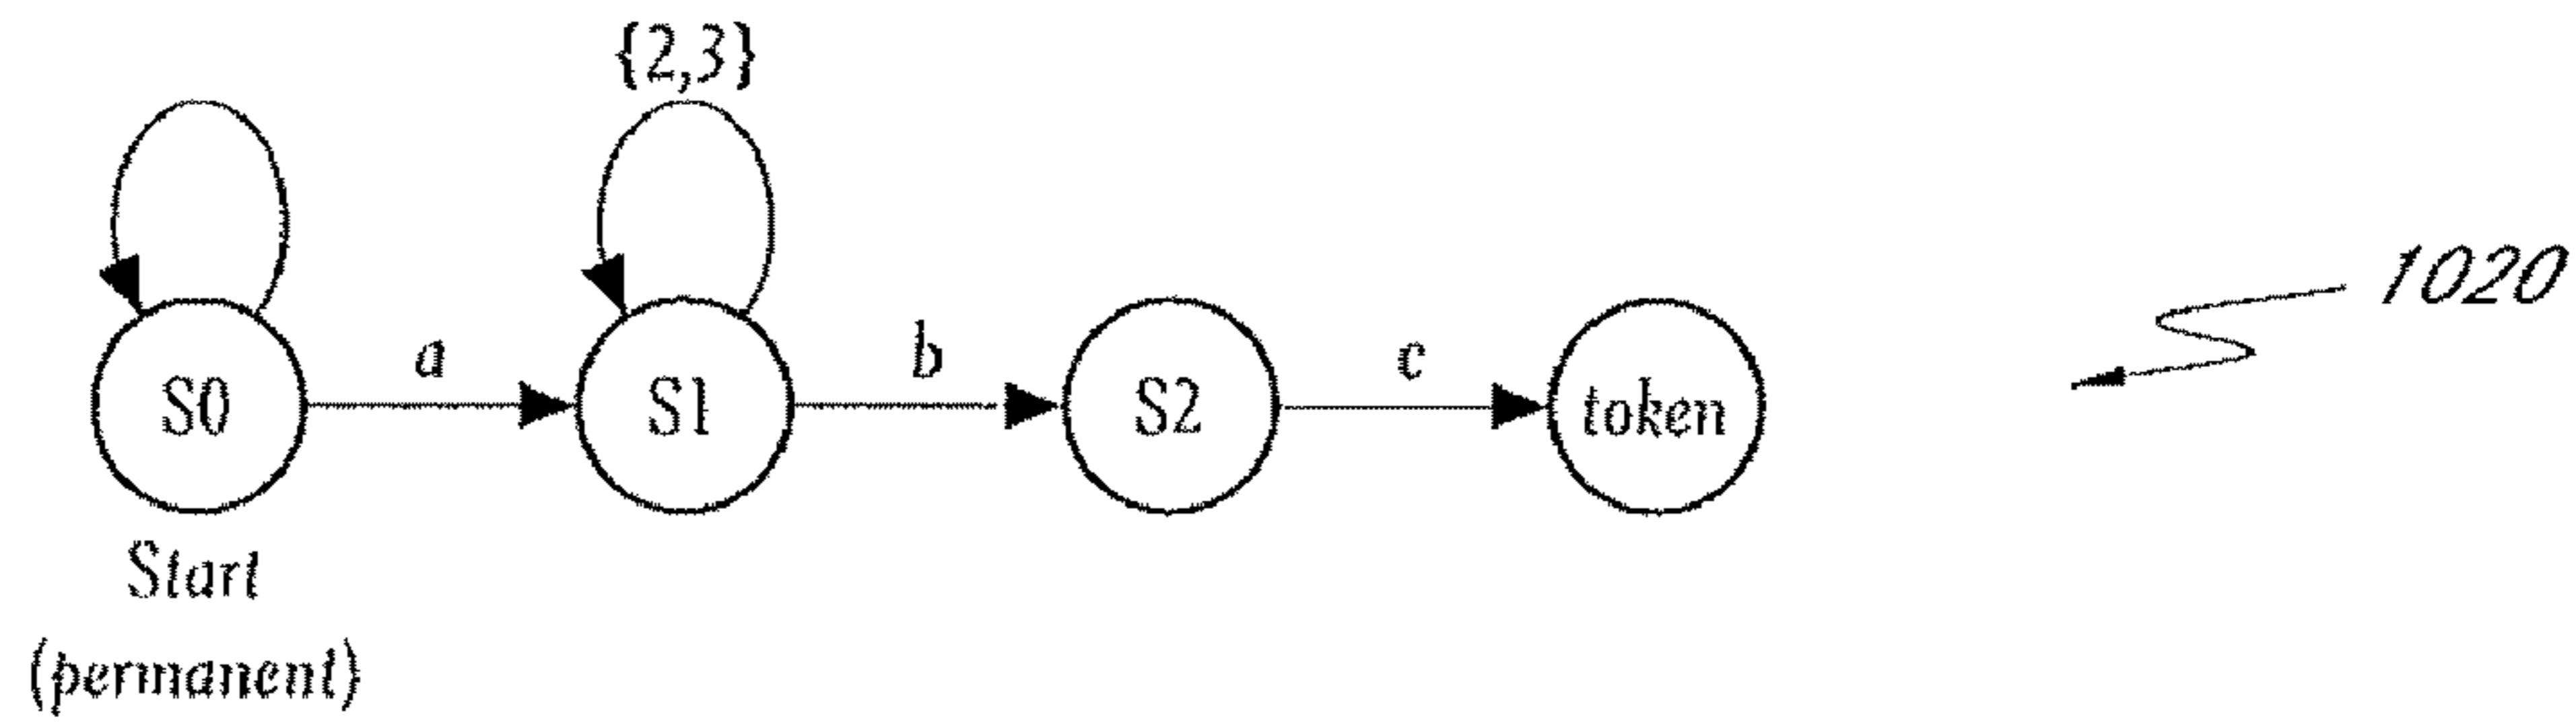 {2,3}
1020
a
b
c
S0
S1
S2
token
Start
(permanent)